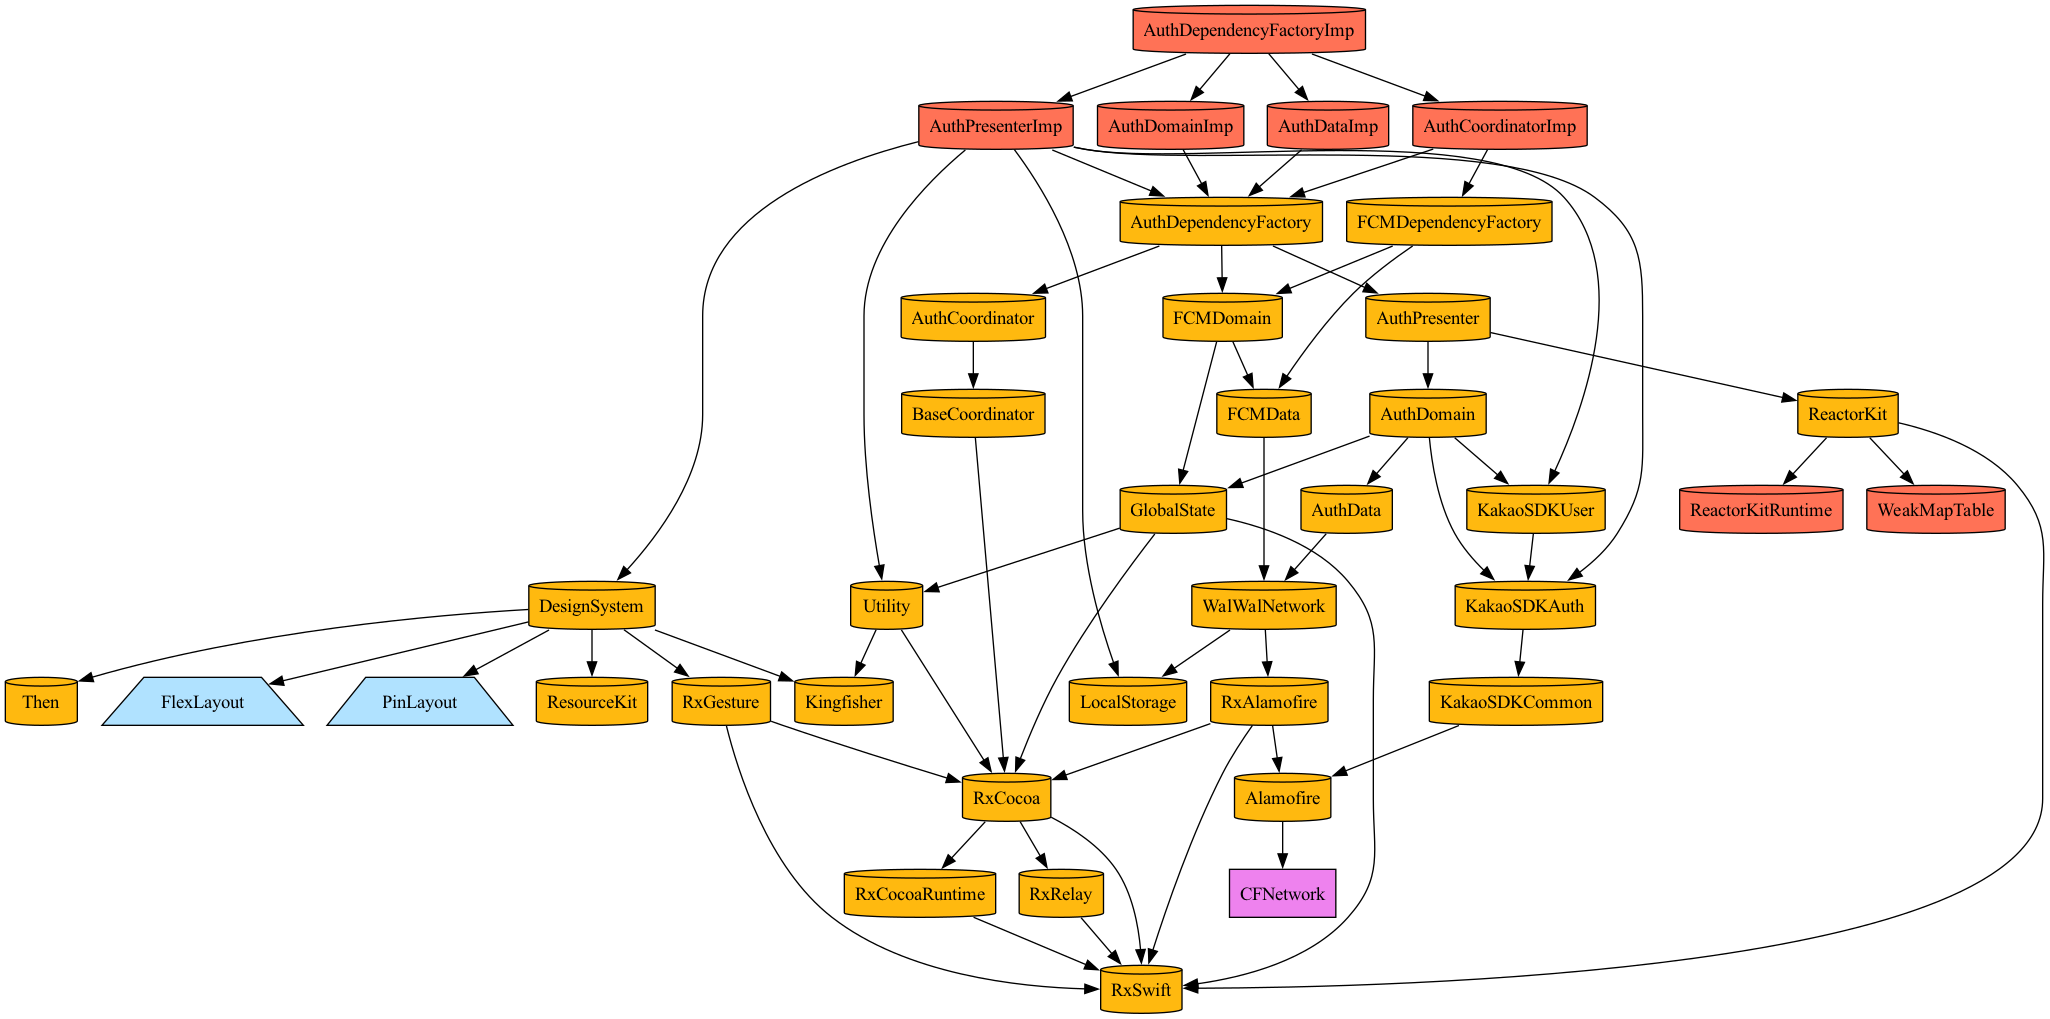 AuthDependencyFactoryImp
AuthPresenterImp
AuthDomainImp
AuthDataImp
AuthCoordinatorImp
AuthDependencyFactory
FCMDependencyFactory
AuthCoordinator
FCMDomain
AuthPresenter
BaseCoordinator
FCMData
AuthDomain
ReactorKit
GlobalState
AuthData
KakaoSDKUser
ReactorKitRuntime
WeakMapTable
DesignSystem
Utility
WalWalNetwork
KakaoSDKAuth
Then
FlexLayout
PinLayout
ResourceKit
RxGesture
Kingfisher
LocalStorage
RxAlamofire
KakaoSDKCommon
RxCocoa
Alamofire
RxCocoaRuntime
RxRelay
CFNetwork
RxSwift